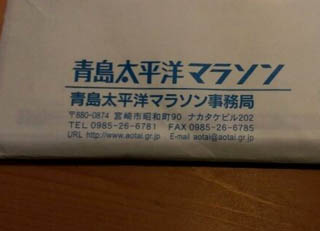 青島太平洋マラソン
青島太平洋マラソン事務局
〒880-0874 宮崎市昭和町90 ナカタケビル202
TEL 0985-26-6781 FAX 0985-26-6785
URL http://www.aotai.gr.jp E-mail aotai@aotai.gr.jp